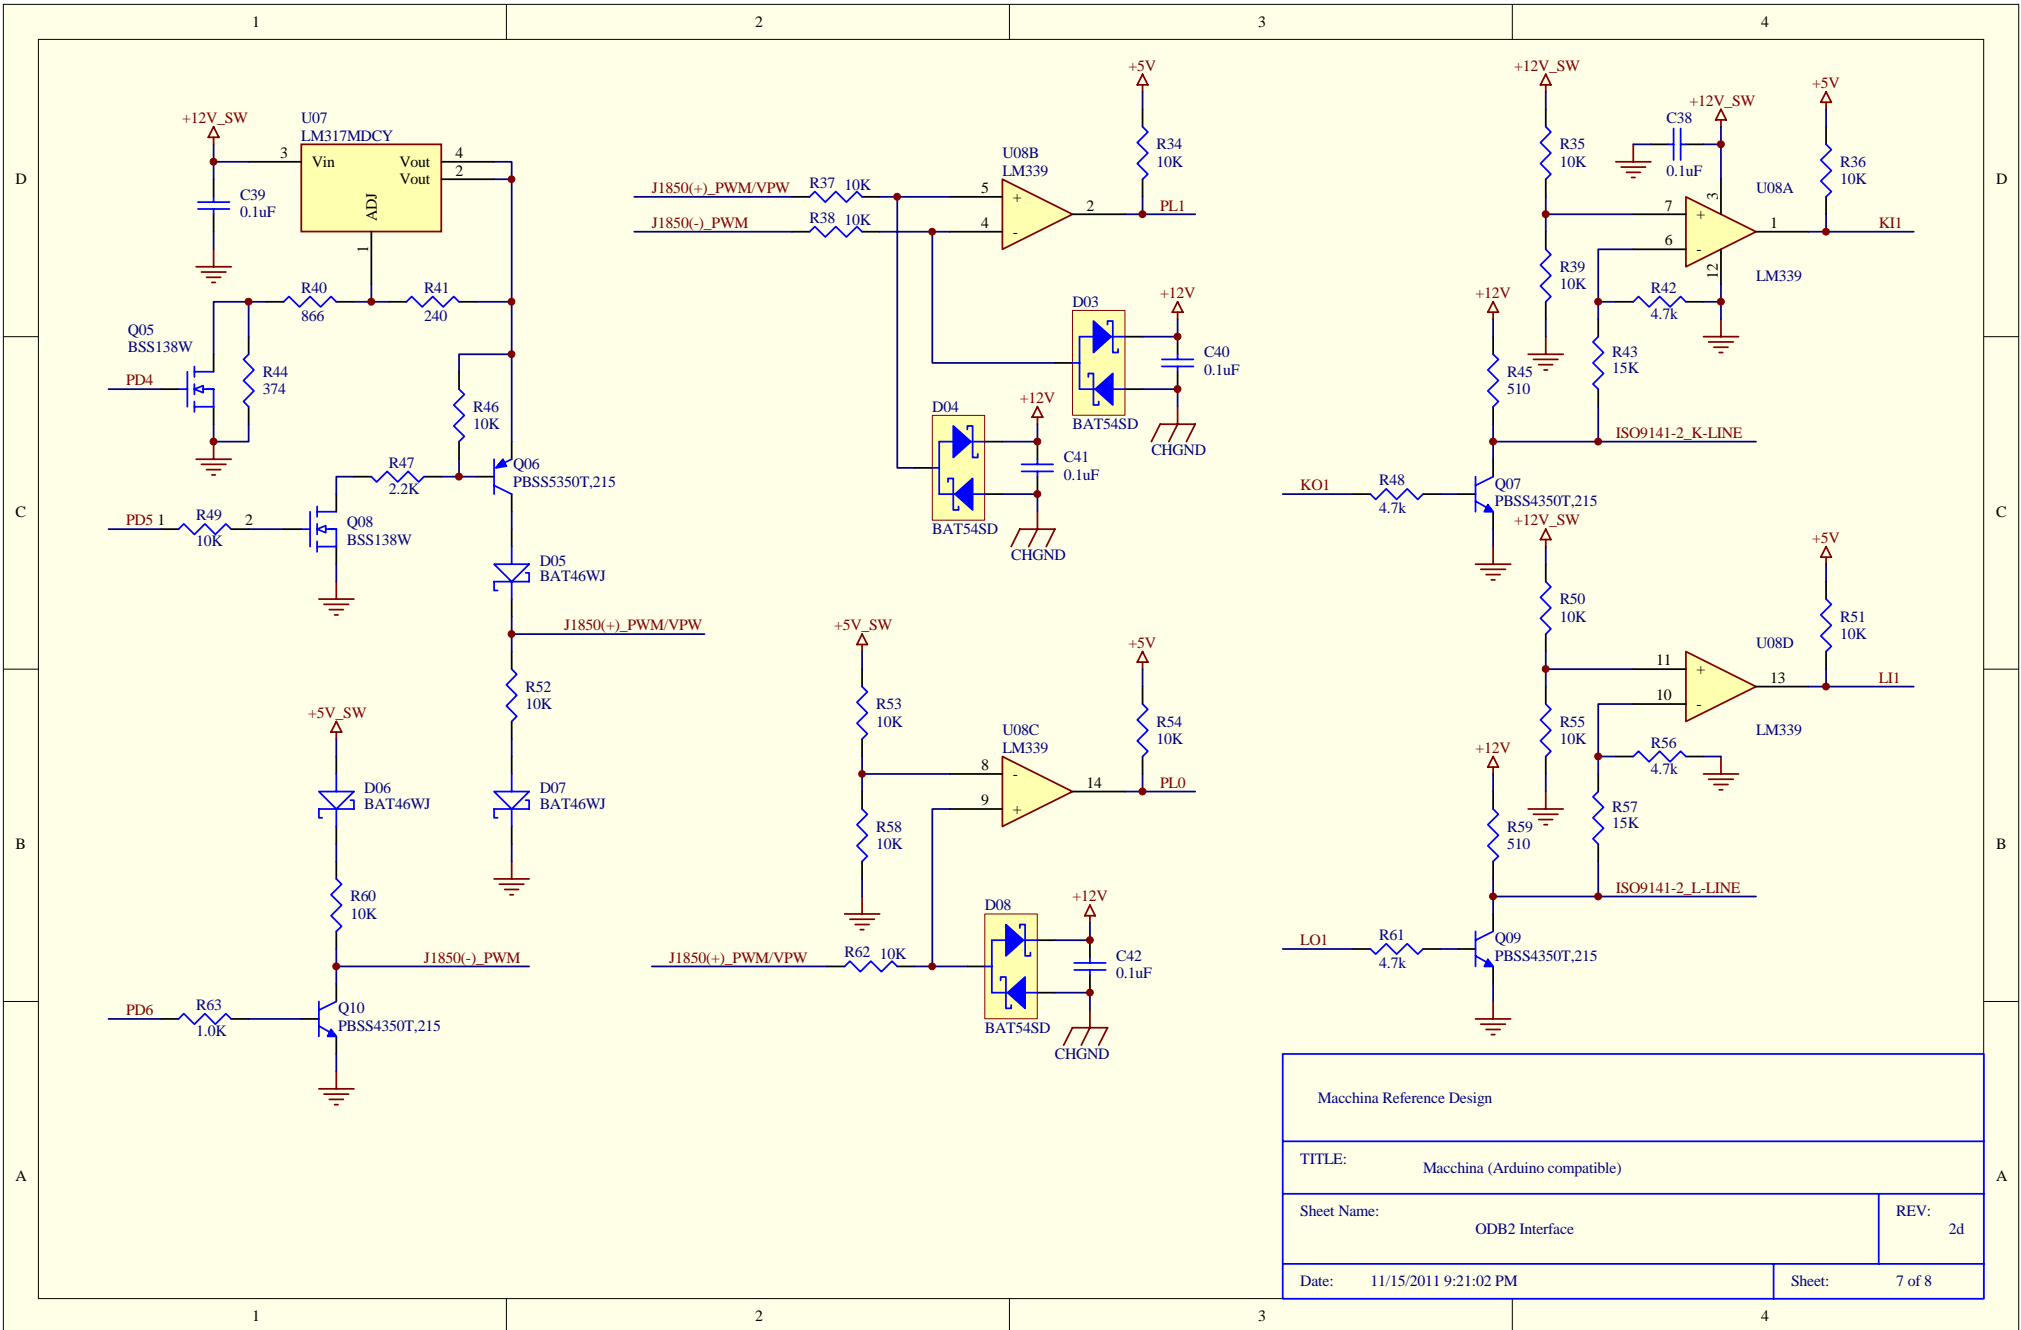 1
2
3
4
D
C
B
A
+12V_SW
U07
LM317MDCY
3
Vin
Vout
4
Vout
2
ADJ
1
C39
0.1uF
R40
866
R41
240
Q05
BSS138W
PD4
R44
374
R46
10K
R47
2.2K
Q06
PBSS5350T,215
PD5
1
R49
10K
2
Q08
BSS138W
D05
BAT46WJ
J1850(+)_PWM/VPW
R52
10K
D07
BAT46WJ
+5V_SW
D06
BAT46WJ
R60
10K
J1850(-)_PWM
PD6
R63
1.0K
Q10
PBSS4350T,215
+5V
R34
10K
U08B
LM339
J1850(+)_PWM/VPW
R37 10K
5
+
J1850(-)_PWM
R38 10K
4
-
2
PL1
D03
+12V
C40
0.1uF
BAT54SD
CHGND
D04
+12V
C41
0.1uF
BAT54SD
CHGND
+5V_SW
R53
10K
R58
10K
+5V
R54
10K
U08C
LM339
8
-
9
+
14
PL0
J1850(+)_PWM/VPW
R62 10K
D08
+12V
C42
0.1uF
BAT54SD
CHGND
+12V_SW
R35
10K
R39
10K
C38
0.1uF
+12V_SW
3
+5V
R36
10K
U08A
7
+
6
-
12
1
KI1
LM339
R42
4.7k
R43
15K
+12V
R45
510
ISO9141-2_K-LINE
KO1
R48
4.7k
Q07
PBSS4350T,215
+12V_SW
R50
10K
R55
10K
+5V
R51
10K
U08D
11
+
10
-
13
LI1
LM339
R56
4.7k
R57
15K
+12V
R59
510
ISO9141-2_L-LINE
LO1
R61
4.7k
Q09
PBSS4350T,215
Macchina Reference Design
TITLE:
Macchina (Arduino compatible)
Sheet Name:
ODB2 Interface
REV:
2d
Date: 11/15/2011 9:21:02 PM
Sheet: 7 of 8
D
C
B
A
1
2
3
4